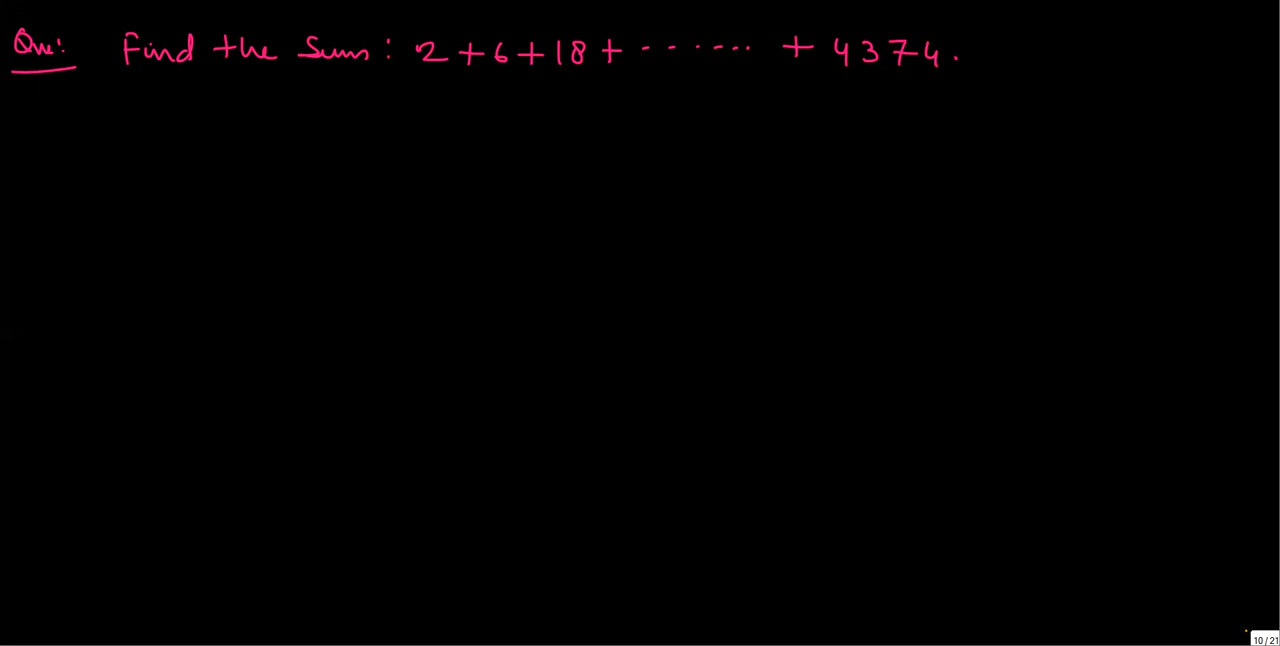 Que: Find the Sum: 2 + 6 + 18 + ....... + 4374.
10 / 21